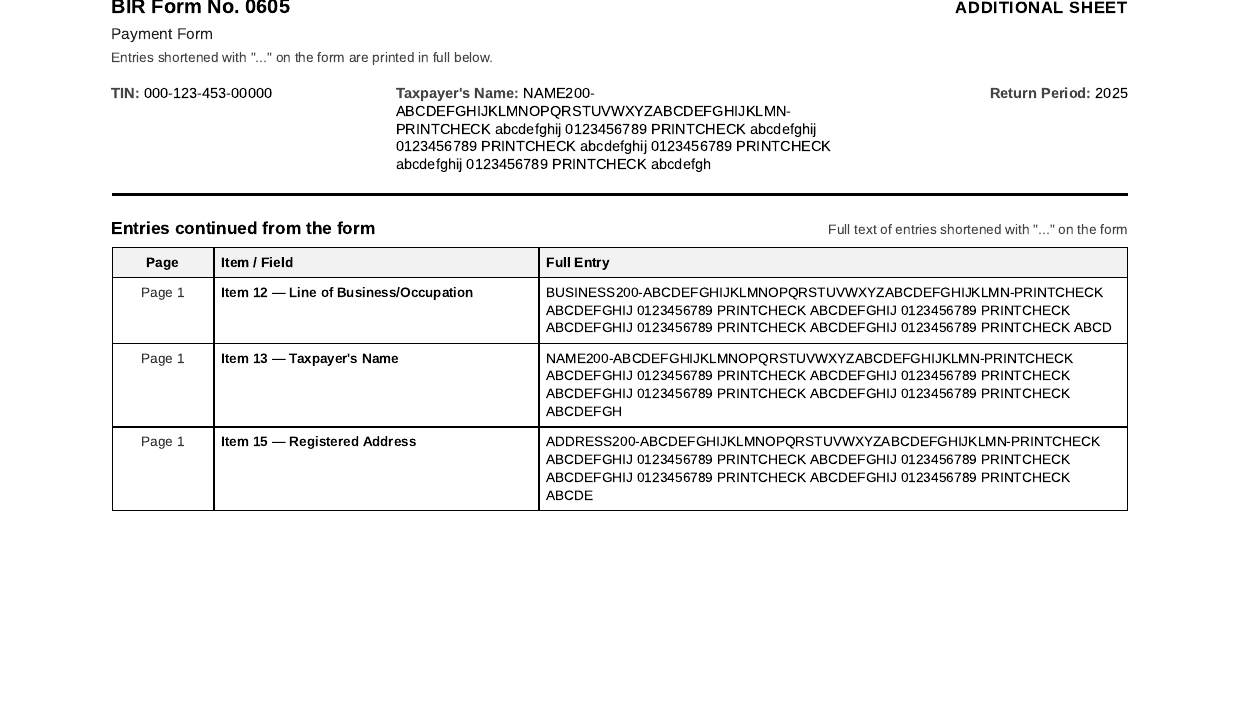 BIR Form No. 0605 ADDITIONAL SHEET
Payment Form
Entries shortened with "..." on the form are printed in full below.
TIN: 000-123-453-00000
Taxpayer's Name: NAME200-
ABCDEFGHIJKLMNOPQRSTUVWXYZABCDEFGHIJKLMN-
PRINTCHECK abcdefghij 0123456789 PRINTCHECK abcdefghij
0123456789 PRINTCHECK abcdefghij 0123456789 PRINTCHECK
abcdefghij 0123456789 PRINTCHECK abcdefgh
Return Period: 2025
Entries continued from the form
Full text of entries shortened with "..." on the form
Page Item / Field Full Entry
Page 1 Item 12 — Line of Business/Occupation BUSINESS200-ABCDEFGHIJKLMNOPQRSTUVWXYZABCDEFGHIJKLMN-PRINTCHECK
ABCDEFGHIJ 0123456789 PRINTCHECK ABCDEFGHIJ 0123456789 PRINTCHECK
ABCDEFGHIJ 0123456789 PRINTCHECK ABCDEFGHIJ 0123456789 PRINTCHECK ABCD
Page 1 Item 13 — Taxpayer's Name NAME200-ABCDEFGHIJKLMNOPQRSTUVWXYZABCDEFGHIJKLMN-PRINTCHECK
ABCDEFGHIJ 0123456789 PRINTCHECK ABCDEFGHIJ 0123456789 PRINTCHECK
ABCDEFGHIJ 0123456789 PRINTCHECK ABCDEFGHIJ 0123456789 PRINTCHECK
ABCDEFGH
Page 1 Item 15 — Registered Address ADDRESS200-ABCDEFGHIJKLMNOPQRSTUVWXYZABCDEFGHIJKLMN-PRINTCHECK
ABCDEFGHIJ 0123456789 PRINTCHECK ABCDEFGHIJ 0123456789 PRINTCHECK
ABCDEFGHIJ 0123456789 PRINTCHECK ABCDEFGHIJ 0123456789 PRINTCHECK
ABCDE